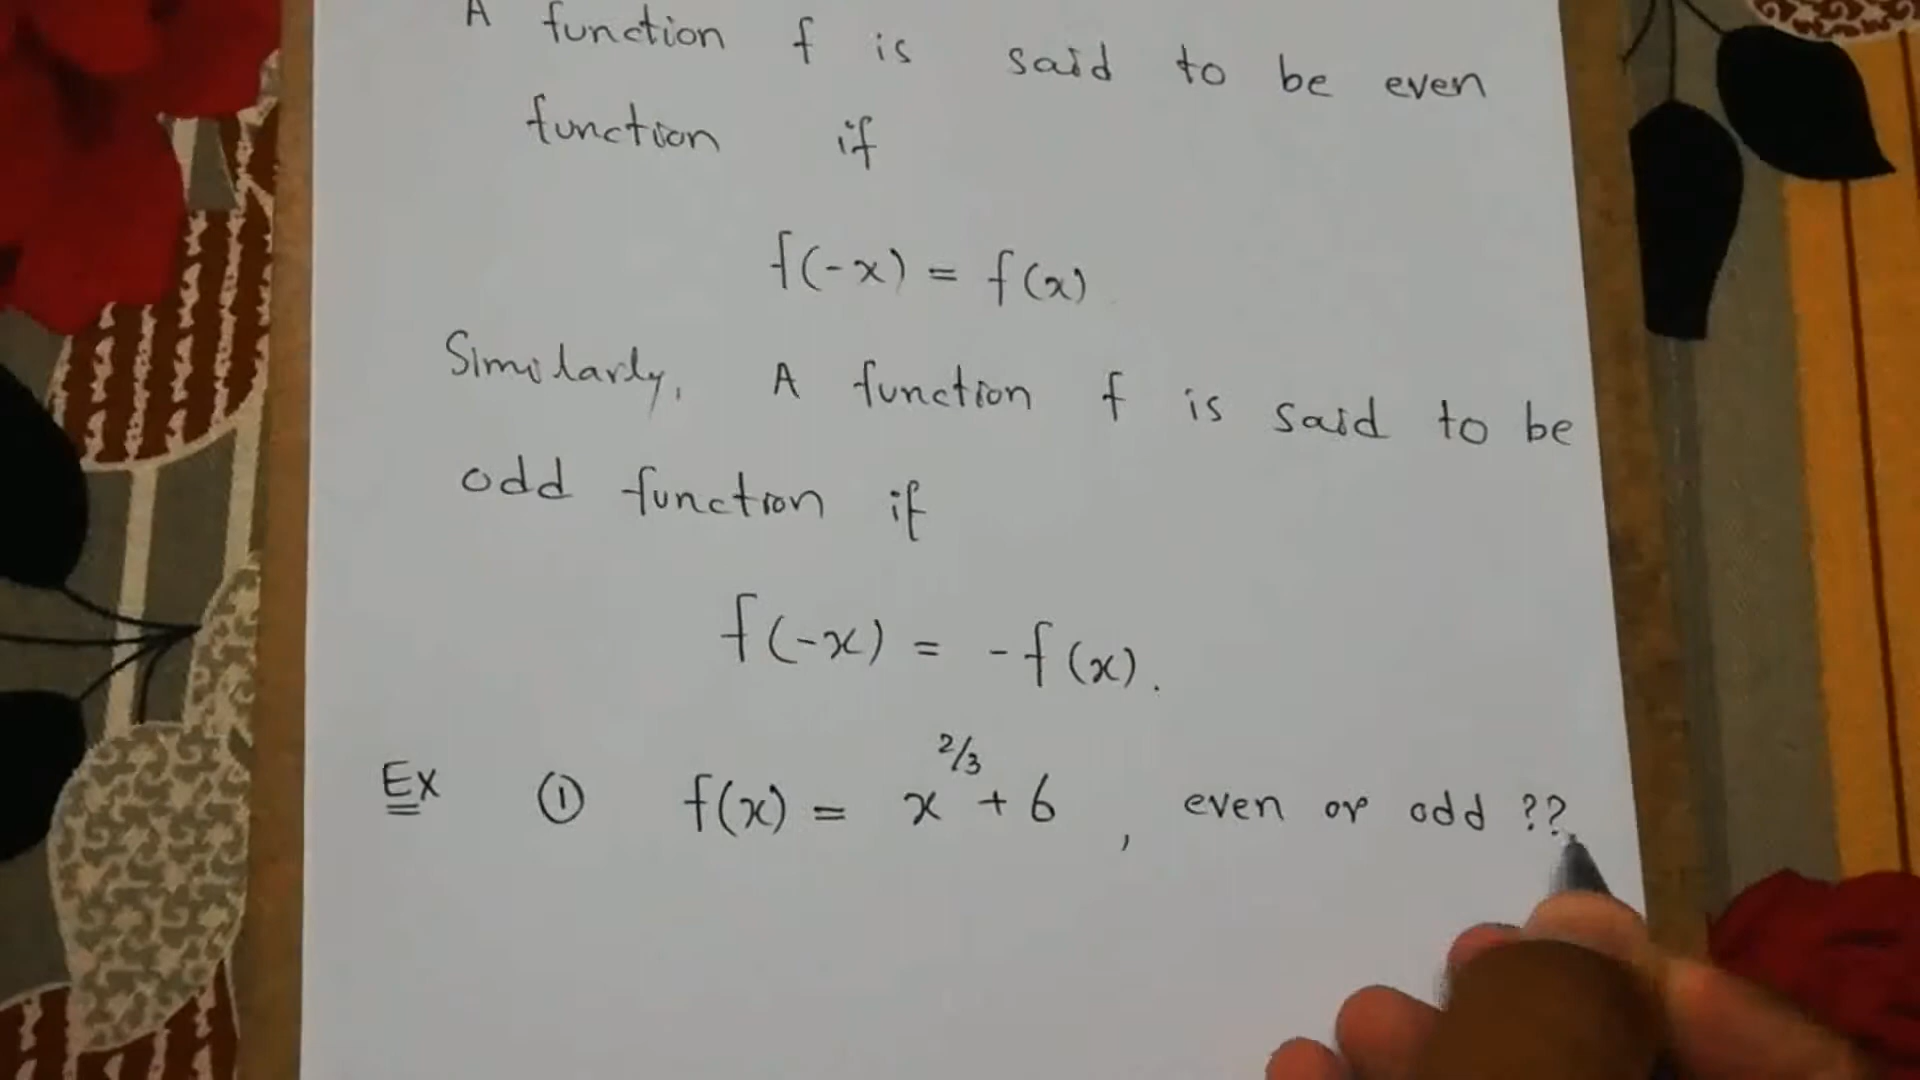 A function f is said to be even
function if
f(-x) = f(x)
Similarly, A function f is said to be
odd function if
f(-x) = -f(x).
Ex ① f(x) = x^{2/3} + 6 , even or odd ??